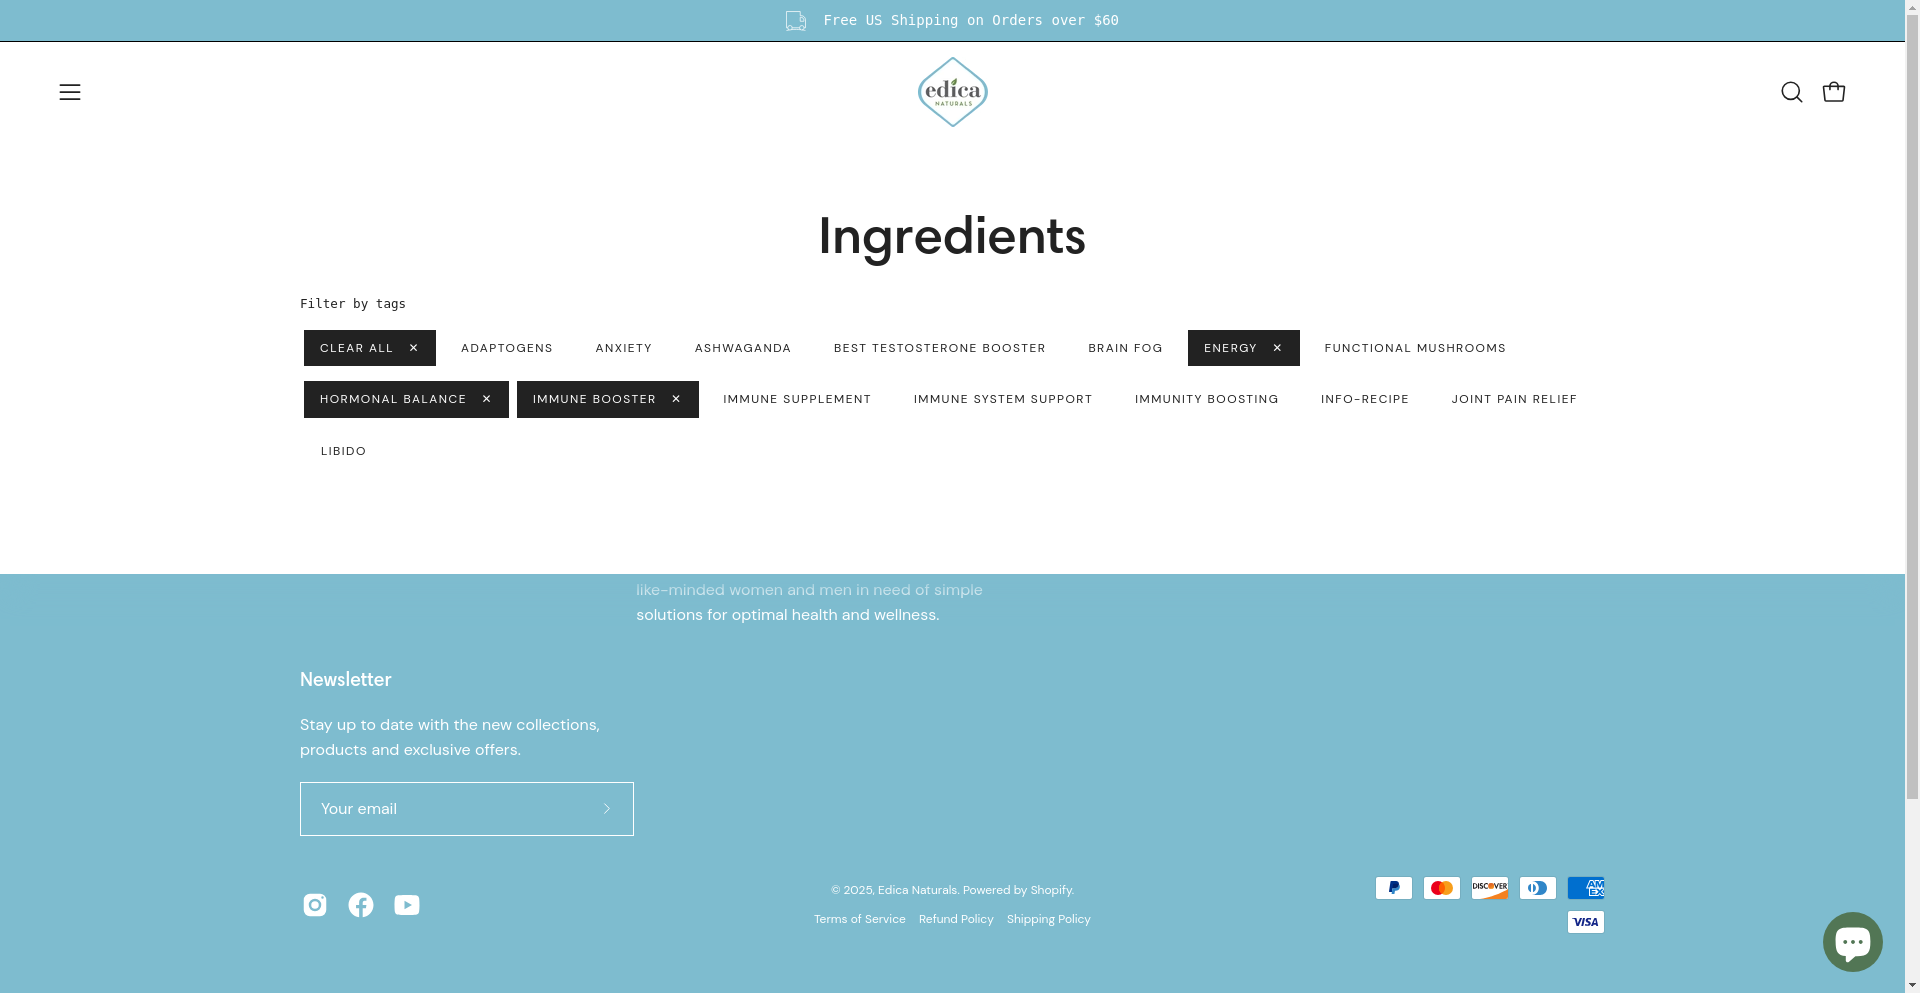 Free US Shipping on Orders over $60
edica
NATURALS
Ingredients
Filter by tags
CLEAR ALL ✕ ADAPTOGENS ANXIETY ASHWAGANDA BEST TESTOSTERONE BOOSTER BRAIN FOG ENERGY ✕ FUNCTIONAL MUSHROOMS
HORMONAL BALANCE ✕ IMMUNE BOOSTER ✕ IMMUNE SUPPLEMENT IMMUNE SYSTEM SUPPORT IMMUNITY BOOSTING INFO-RECIPE JOINT PAIN RELIEF
LIBIDO
like-minded women and men in need of simple
solutions for optimal health and wellness.
Newsletter
Stay up to date with the new collections,
products and exclusive offers.
Your email
© 2025, Edica Naturals. Powered by Shopify.
Terms of Service Refund Policy Shipping Policy
DISCOVER
AM
EX
VISA